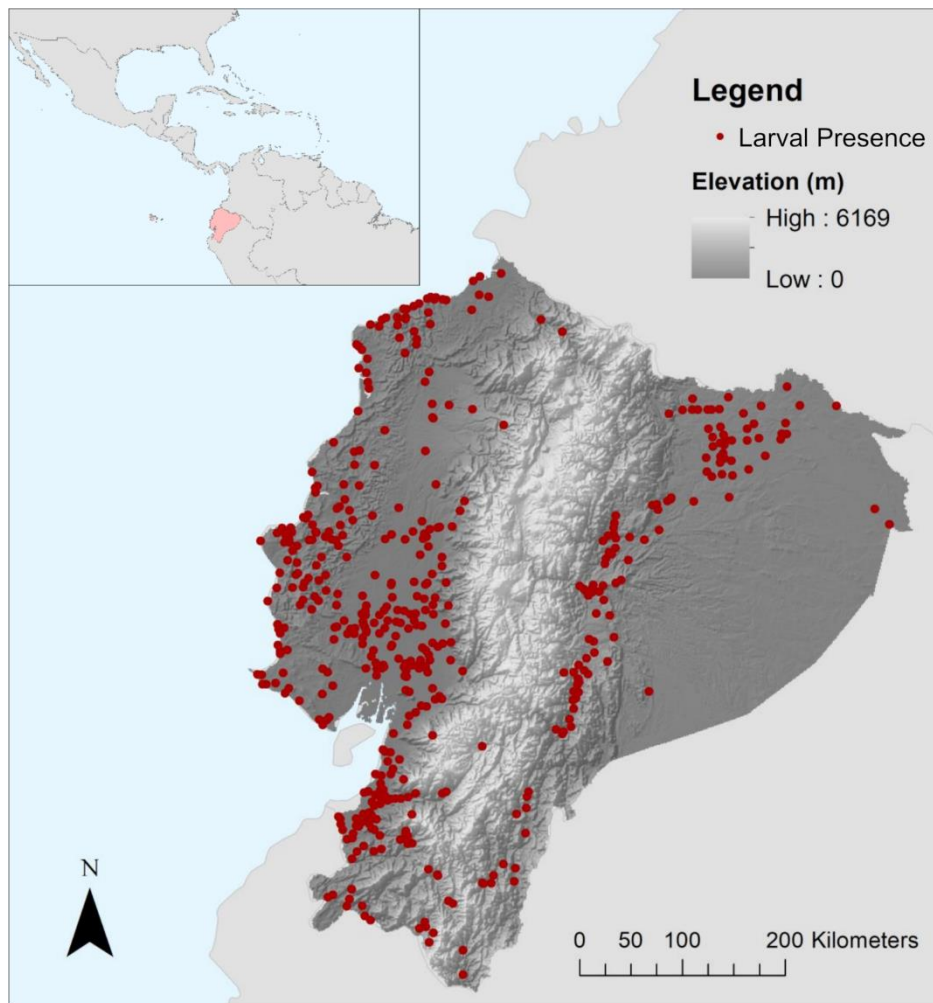 Legend
Larval Presence
Elevation (m)
High : 6169
Low : 0
N
0 50 100 200 Kilometers